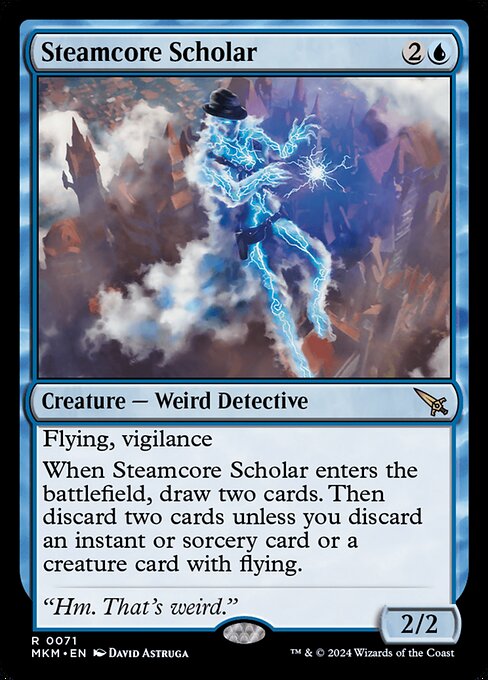 Steamcore Scholar 2
Creature — Weird Detective
Flying, vigilance
When Steamcore Scholar enters the
battlefield, draw two cards. Then
discard two cards unless you discard
an instant or sorcery card or a
creature card with flying.
“Hm. That’s weird.”
2/2
R 0071
MKM • EN DAVID ASTRUGA
™ & © 2024 Wizards of the Coast